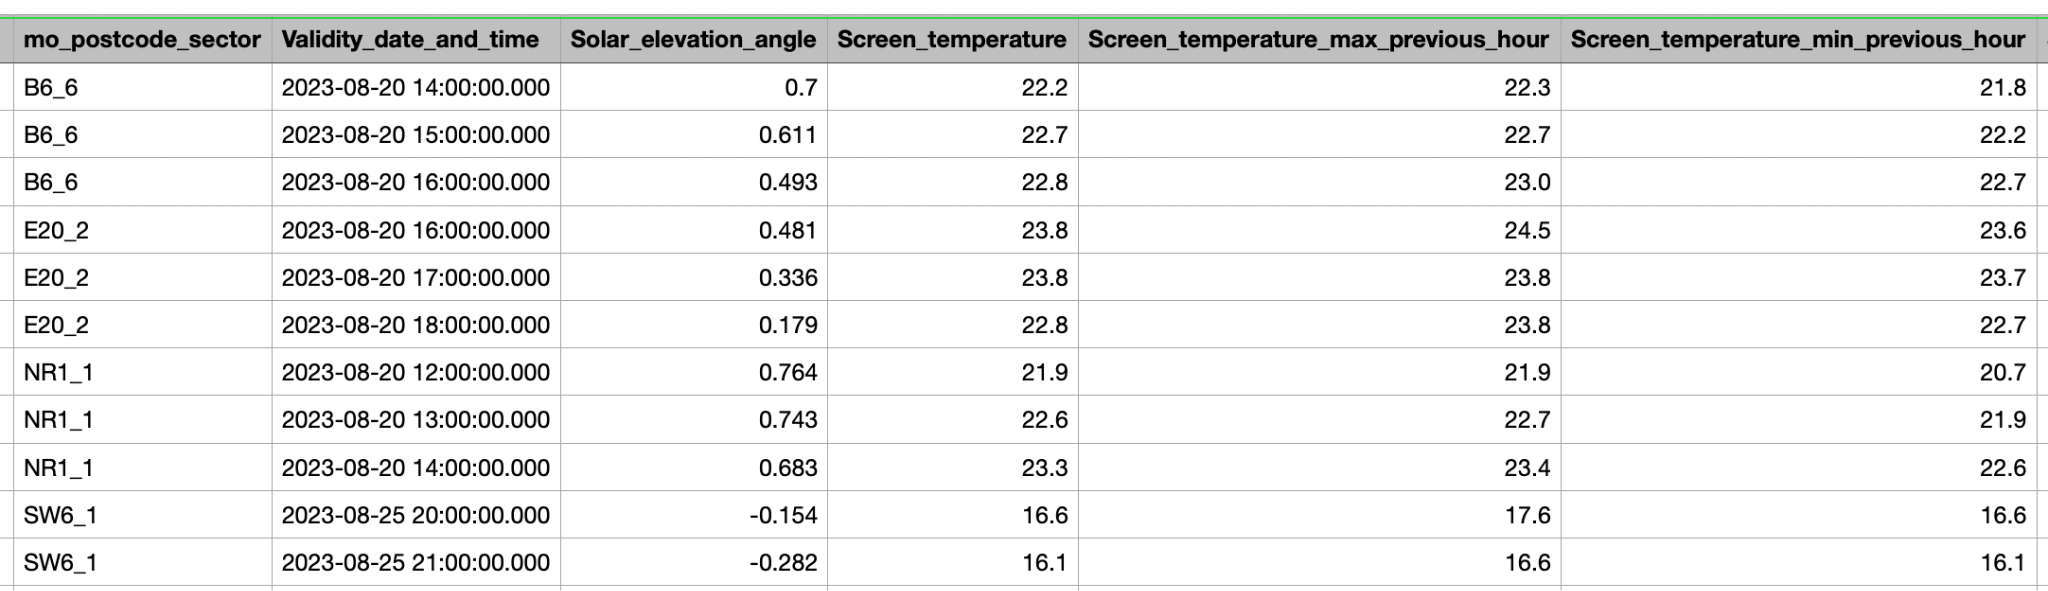 mo_postcode_sector Validity_date_and_time Solar_elevation_angle Screen_temperature Screen_temperature_max_previous_hour Screen_temperature_min_previous_hour
B6_6 2023-08-20 14:00:00.000 0.7 22.2 22.3 21.8
B6_6 2023-08-20 15:00:00.000 0.611 22.7 22.7 22.2
B6_6 2023-08-20 16:00:00.000 0.493 22.8 23.0 22.7
E20_2 2023-08-20 16:00:00.000 0.481 23.8 24.5 23.6
E20_2 2023-08-20 17:00:00.000 0.336 23.8 23.8 23.7
E20_2 2023-08-20 18:00:00.000 0.179 22.8 23.8 22.7
NR1_1 2023-08-20 12:00:00.000 0.764 21.9 21.9 20.7
NR1_1 2023-08-20 13:00:00.000 0.743 22.6 22.7 21.9
NR1_1 2023-08-20 14:00:00.000 0.683 23.3 23.4 22.6
SW6_1 2023-08-25 20:00:00.000 -0.154 16.6 17.6 16.6
SW6_1 2023-08-25 21:00:00.000 -0.282 16.1 16.6 16.1